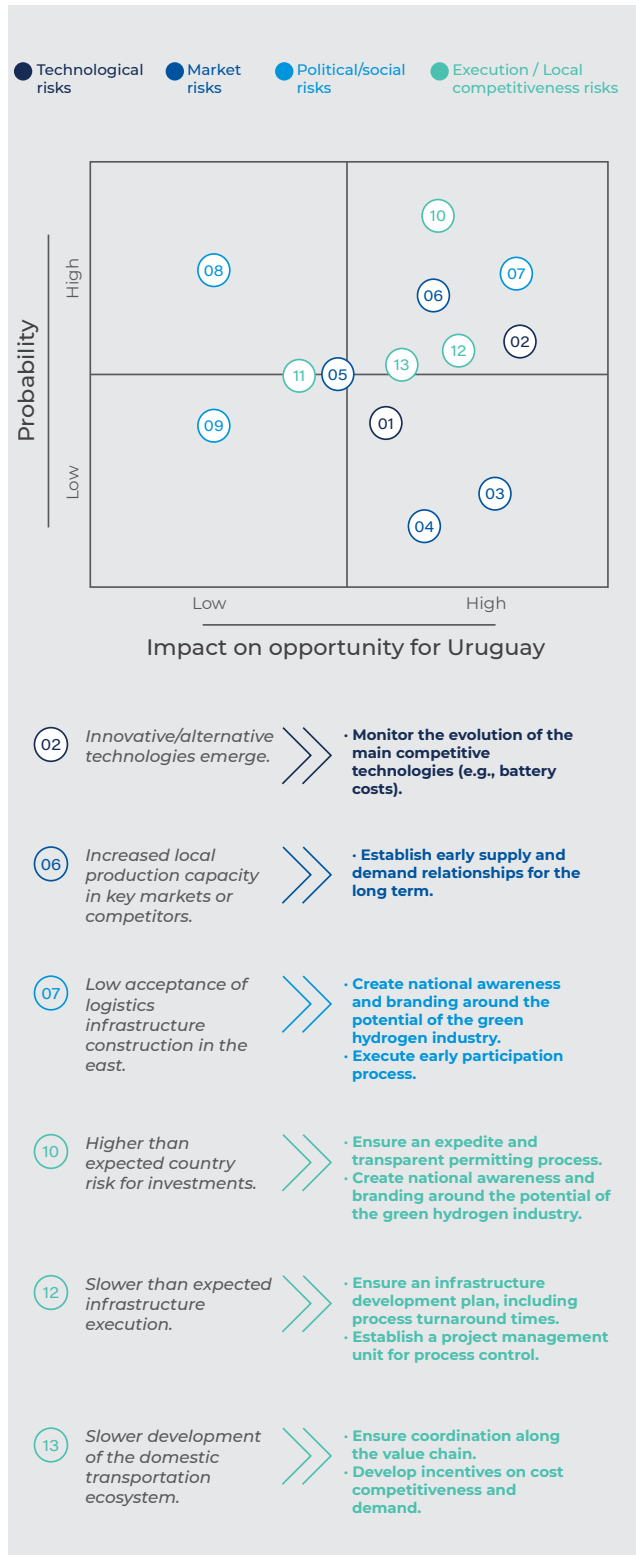 Technological
risks
Market
risks
Political/social
risks
Execution / Local
competitiveness risks
10
08
07
06
02
12
13
11
05
01
09
03
04
Probability
High
Low
Low
High
Impact on opportunity for Uruguay
02
Innovative/alternative
technologies emerge.
· Monitor the evolution of the
main competitive
technologies (e.g., battery
costs).
06
Increased local
production capacity
in key markets or
competitors.
· Establish early supply and
demand relationships for the
long term.
07
Low acceptance of
logistics
infrastructure
construction in the
east.
· Create national awareness
and branding around the
potential of the green
hydrogen industry.
· Execute early participation
process.
10
Higher than
expected country
risk for investments.
· Ensure an expedite and
transparent permitting process.
· Create national awareness and
branding around the potential of
the green hydrogen industry.
12
Slower than expected
infrastructure
execution.
· Ensure an infrastructure
development plan, including
process turnaround times.
· Establish a project management
unit for process control.
13
Slower development
of the domestic
transportation
ecosystem.
· Ensure coordination along
the value chain.
· Develop incentives on cost
competitiveness and
demand.